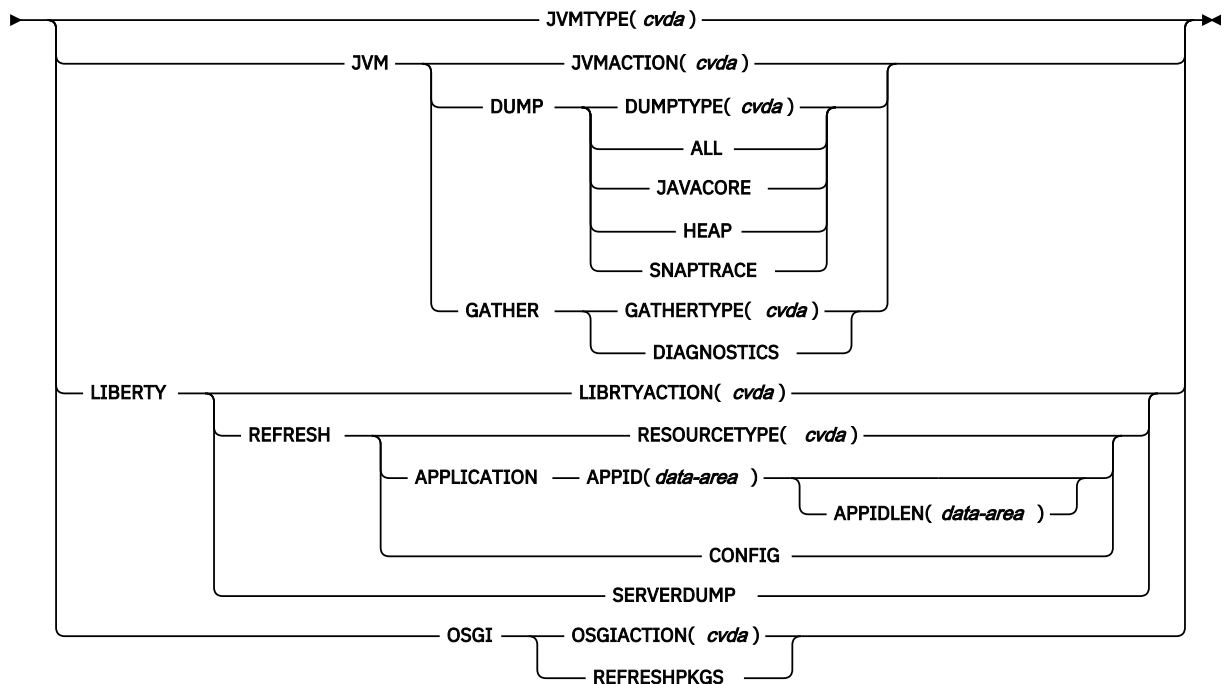 JVMTYPE( cvda )
JVM JVMACTION( cvda )
DUMP DUMPTYPE( cvda )
ALL
JAVACORE
HEAP
SNAPTRACE
GATHER GATHERTYPE( cvda )
DIAGNOSTICS
LIBERTY LIBRTYACTION( cvda )
REFRESH RESOURCETYPE( cvda )
APPLICATION APPID( data-area )
APPIDLEN( data-area )
CONFIG
SERVERDUMP
OSGI OSGIACTION( cvda )
REFRESHPKGS